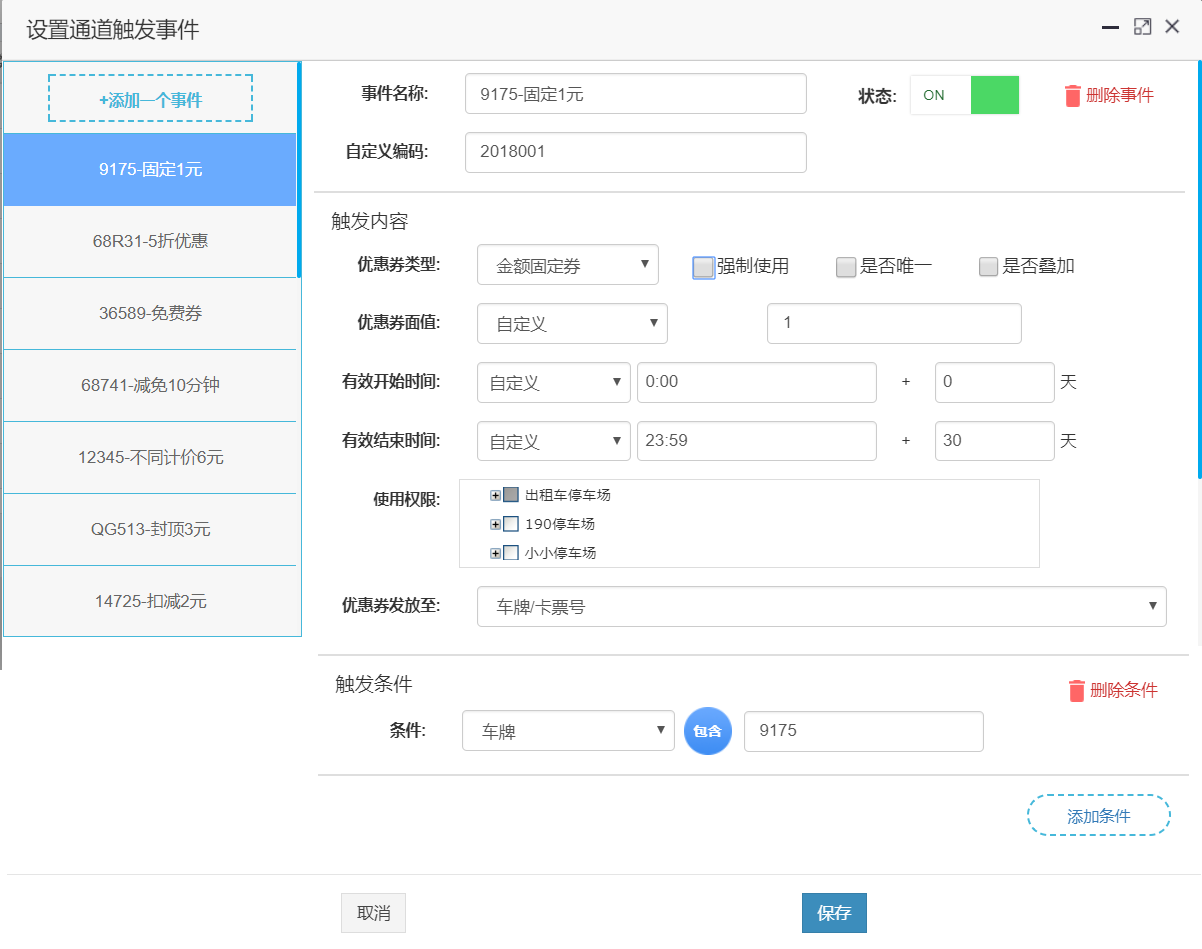 设置通道触发事件
+添加一个事件
9175-固定1元
68R31-5折优惠
36589-免费券
68741-减免10分钟
12345-不同计价6元
QG513-封顶3元
14725-扣减2元
事件名称: 9175-固定1元 状态: ON 删除事件
自定义编码: 2018001
触发内容
优惠券类型: 金额固定券 强制使用 是否唯一 是否叠加
优惠券面值: 自定义 1
有效开始时间: 自定义 0:00 + 0 天
有效结束时间: 自定义 23:59 + 30 天
使用权限: 出租车停车场
190停车场
小小停车场
优惠券发放至: 车牌/卡票号
触发条件 删除条件
条件: 车牌 包含 9175
添加条件
取消 保存